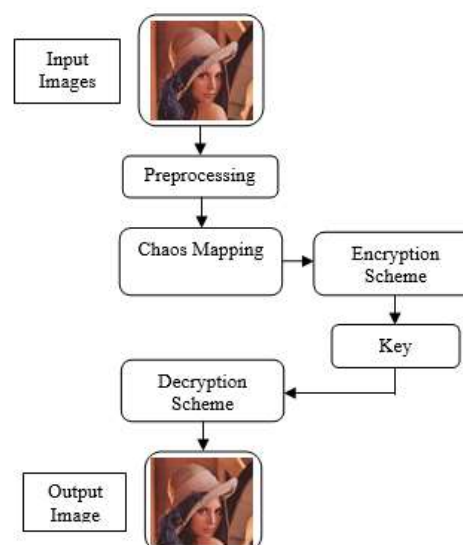 Input
Images
Preprocessing
Chaos Mapping
Encryption
Scheme
Key
Decryption
Scheme
Output
Image